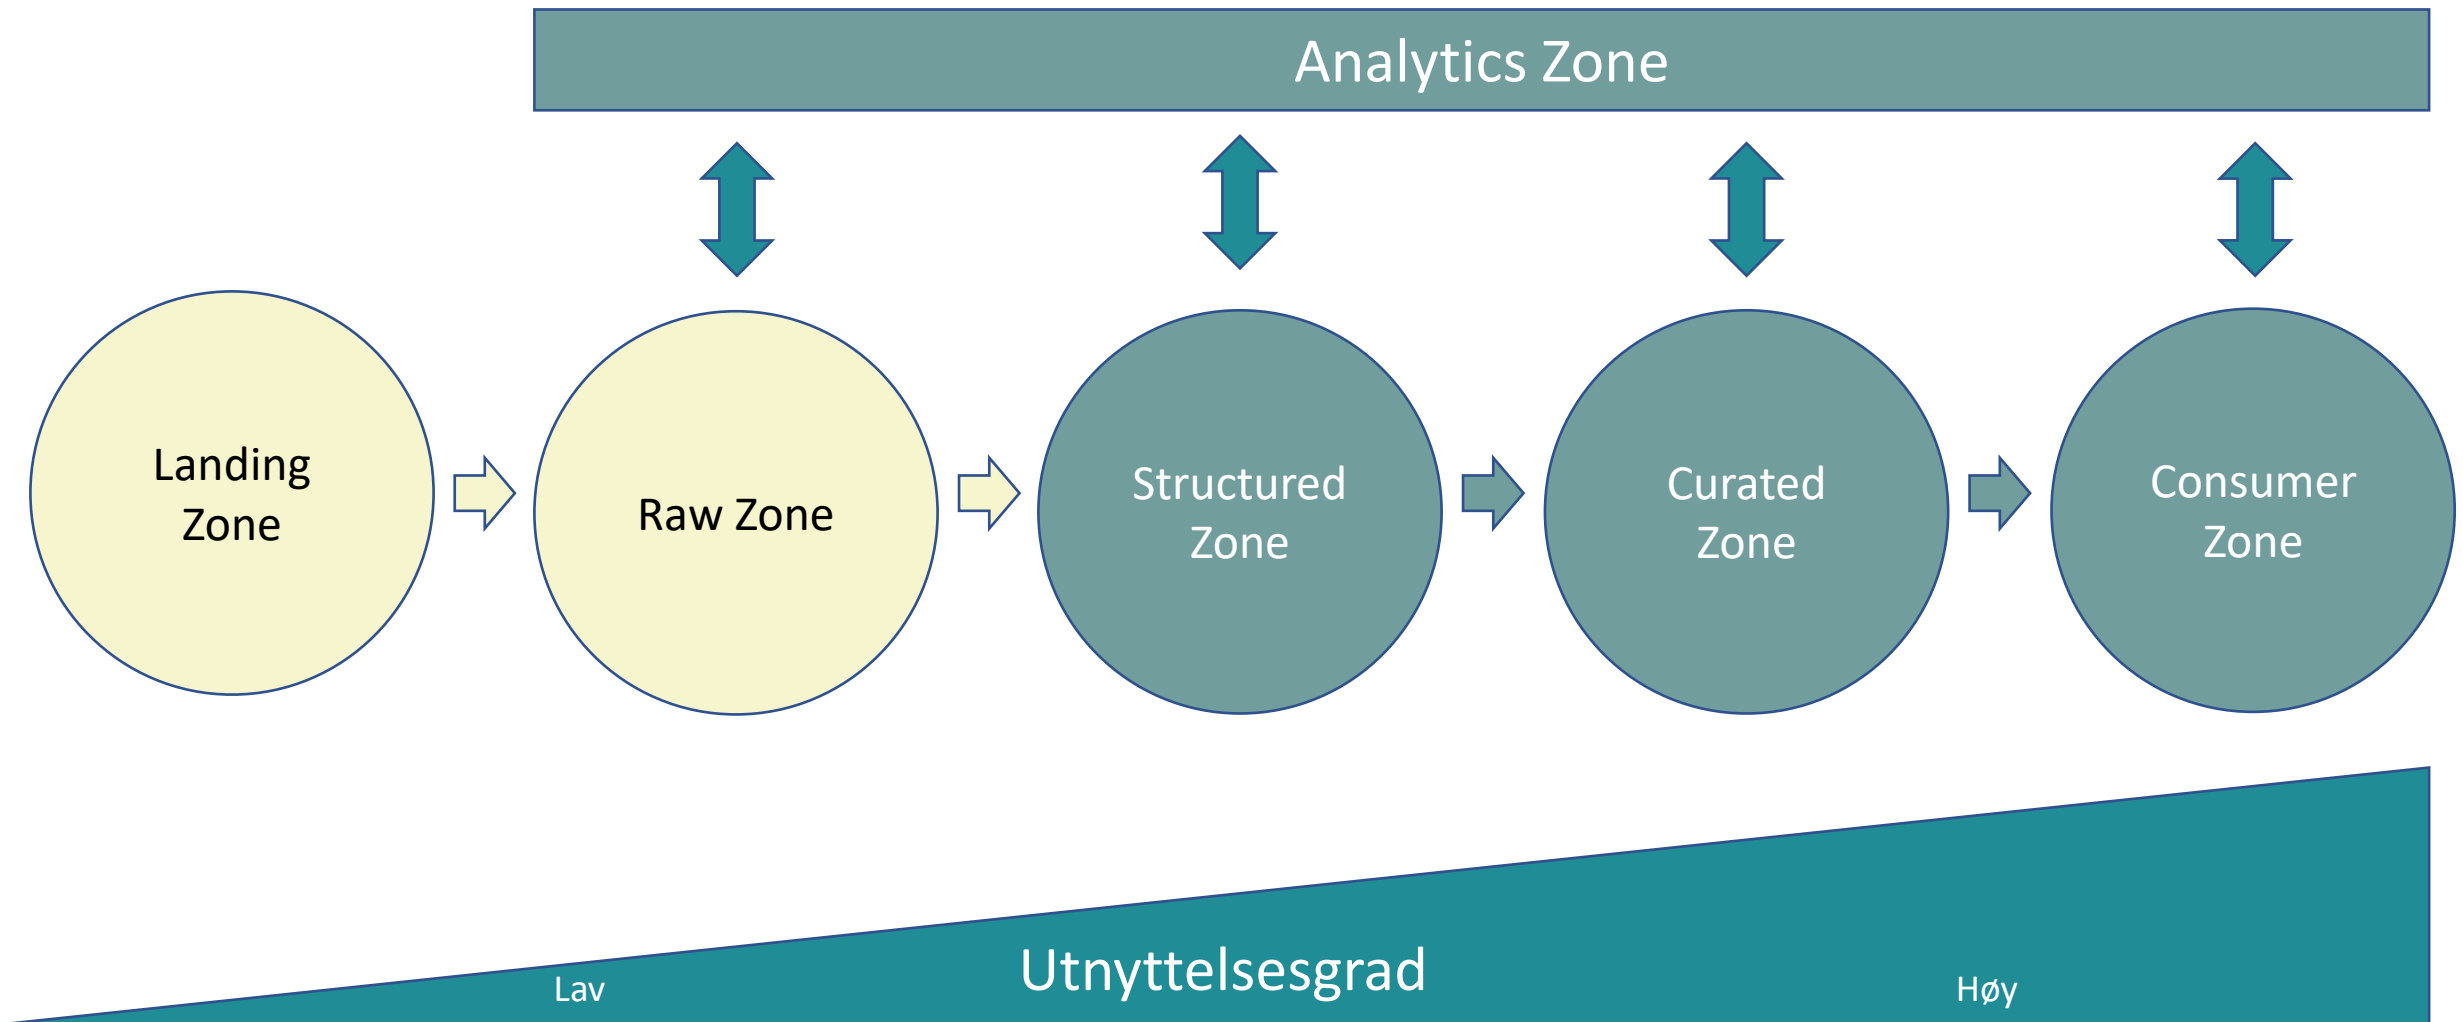 Analytics Zone
Landing
Zone
Raw Zone
Structured
Zone
Curated
Zone
Consumer
Zone
Lav
Utnyttelsesgrad
Høy